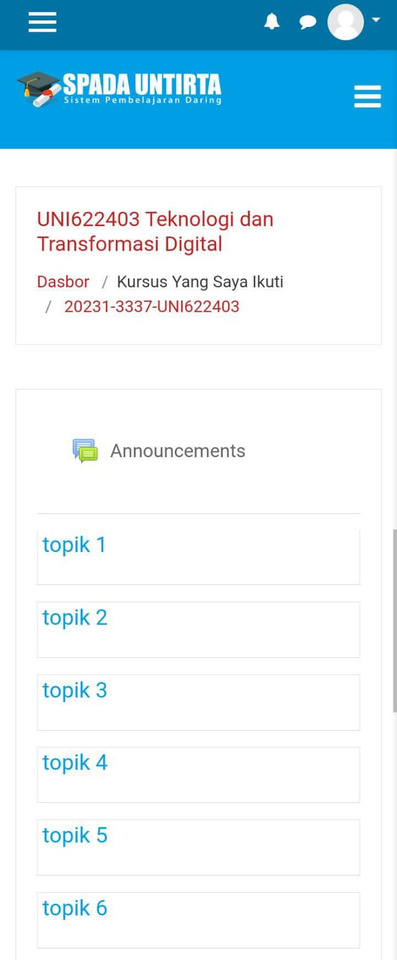 SPADA UNTIRTA
Sistem Pembelajaran Daring
UNI622403 Teknologi dan
Transformasi Digital
Dasbor / Kursus Yang Saya Ikuti
/ 20231-3337-UNI622403
Announcements
topik 1
topik 2
topik 3
topik 4
topik 5
topik 6